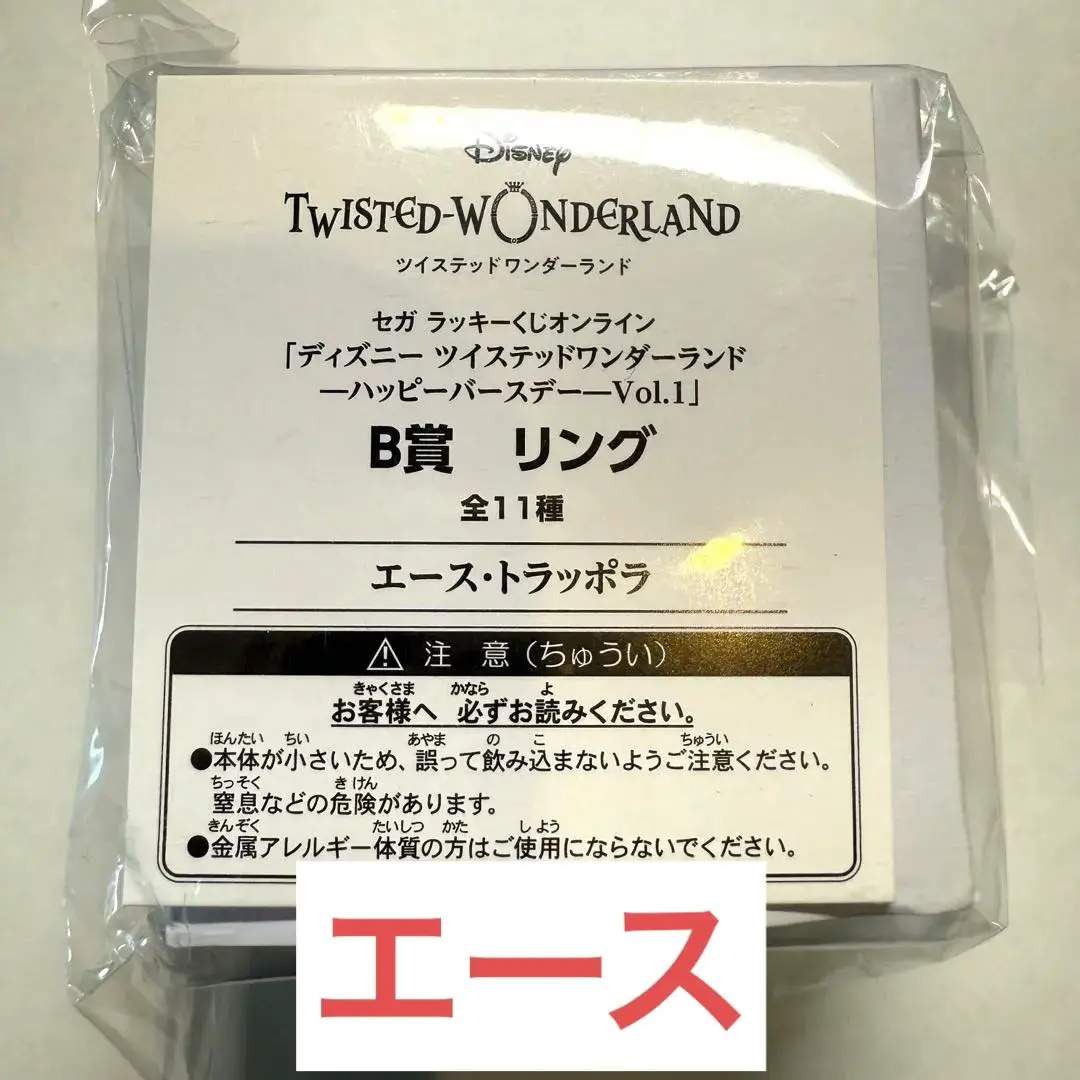 Disney
TWISTED-WONDERLAND
ツイステッドワンダーランド
セガ ラッキーくじオンライン
「ディズニー ツイステッドワンダーランド
―ハッピーバースデー―Vol.1」
B賞 リング
全11種
エース・トラッポラ
⚠ 注 意(ちゅうい)
きゃくさま かなら よ
お客様へ 必ずお読みください。
ほんたい ちい あやま の こ ちゅうい
●本体が小さいため、誤って飲み込まないようご注意ください。
ちっそく きけん
窒息などの危険があります。
きんぞく たいしつ かた しよう
●金属アレルギー体質の方はご使用にならないでください。
エース